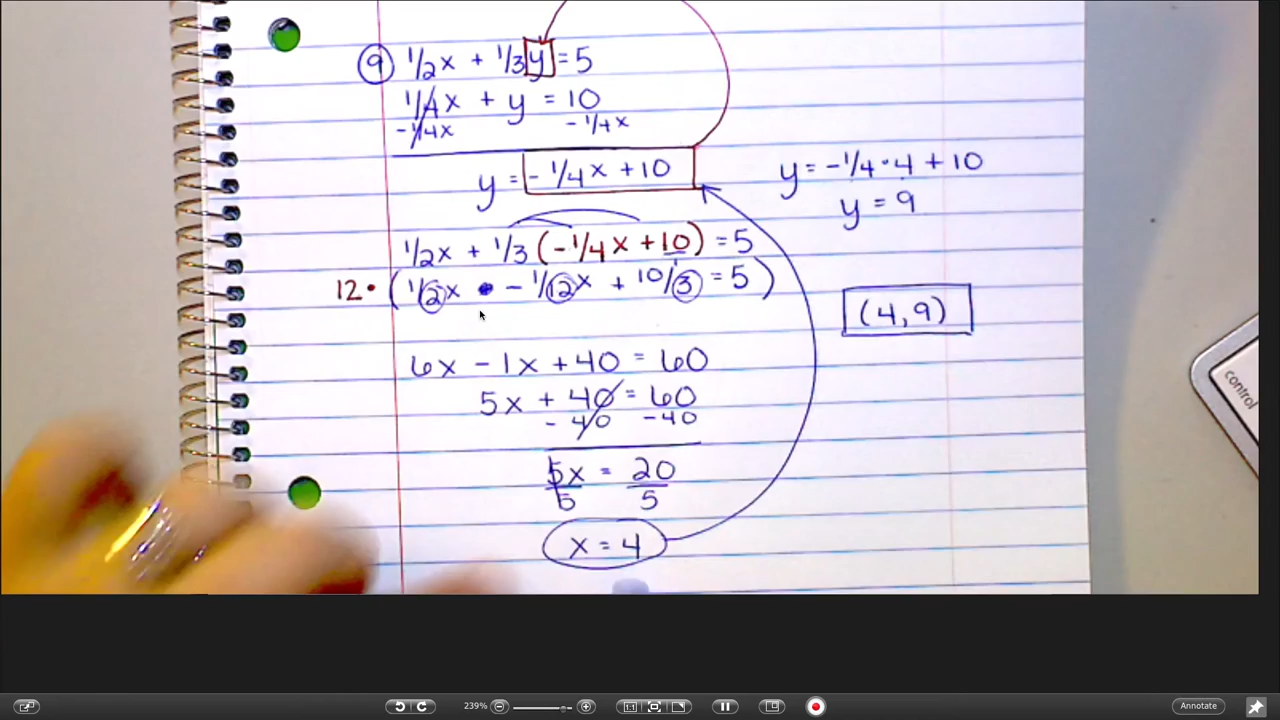 9 1/2x + 1/3y = 5
1/4x + y = 10
-1/4x -1/4x
y = -1/4x + 10
1/2x + 1/3(-1/4x + 10) = 5
12 • (1/2x - 1/12x + 10/3 = 5)
6x - 1x + 40 = 60
5x + 40 = 60
- 40 -40
5x = 20
5 5
x = 4
y = -1/4 • 4 + 10
y = 9
(4,9)
control
239%
1:1
Annotate